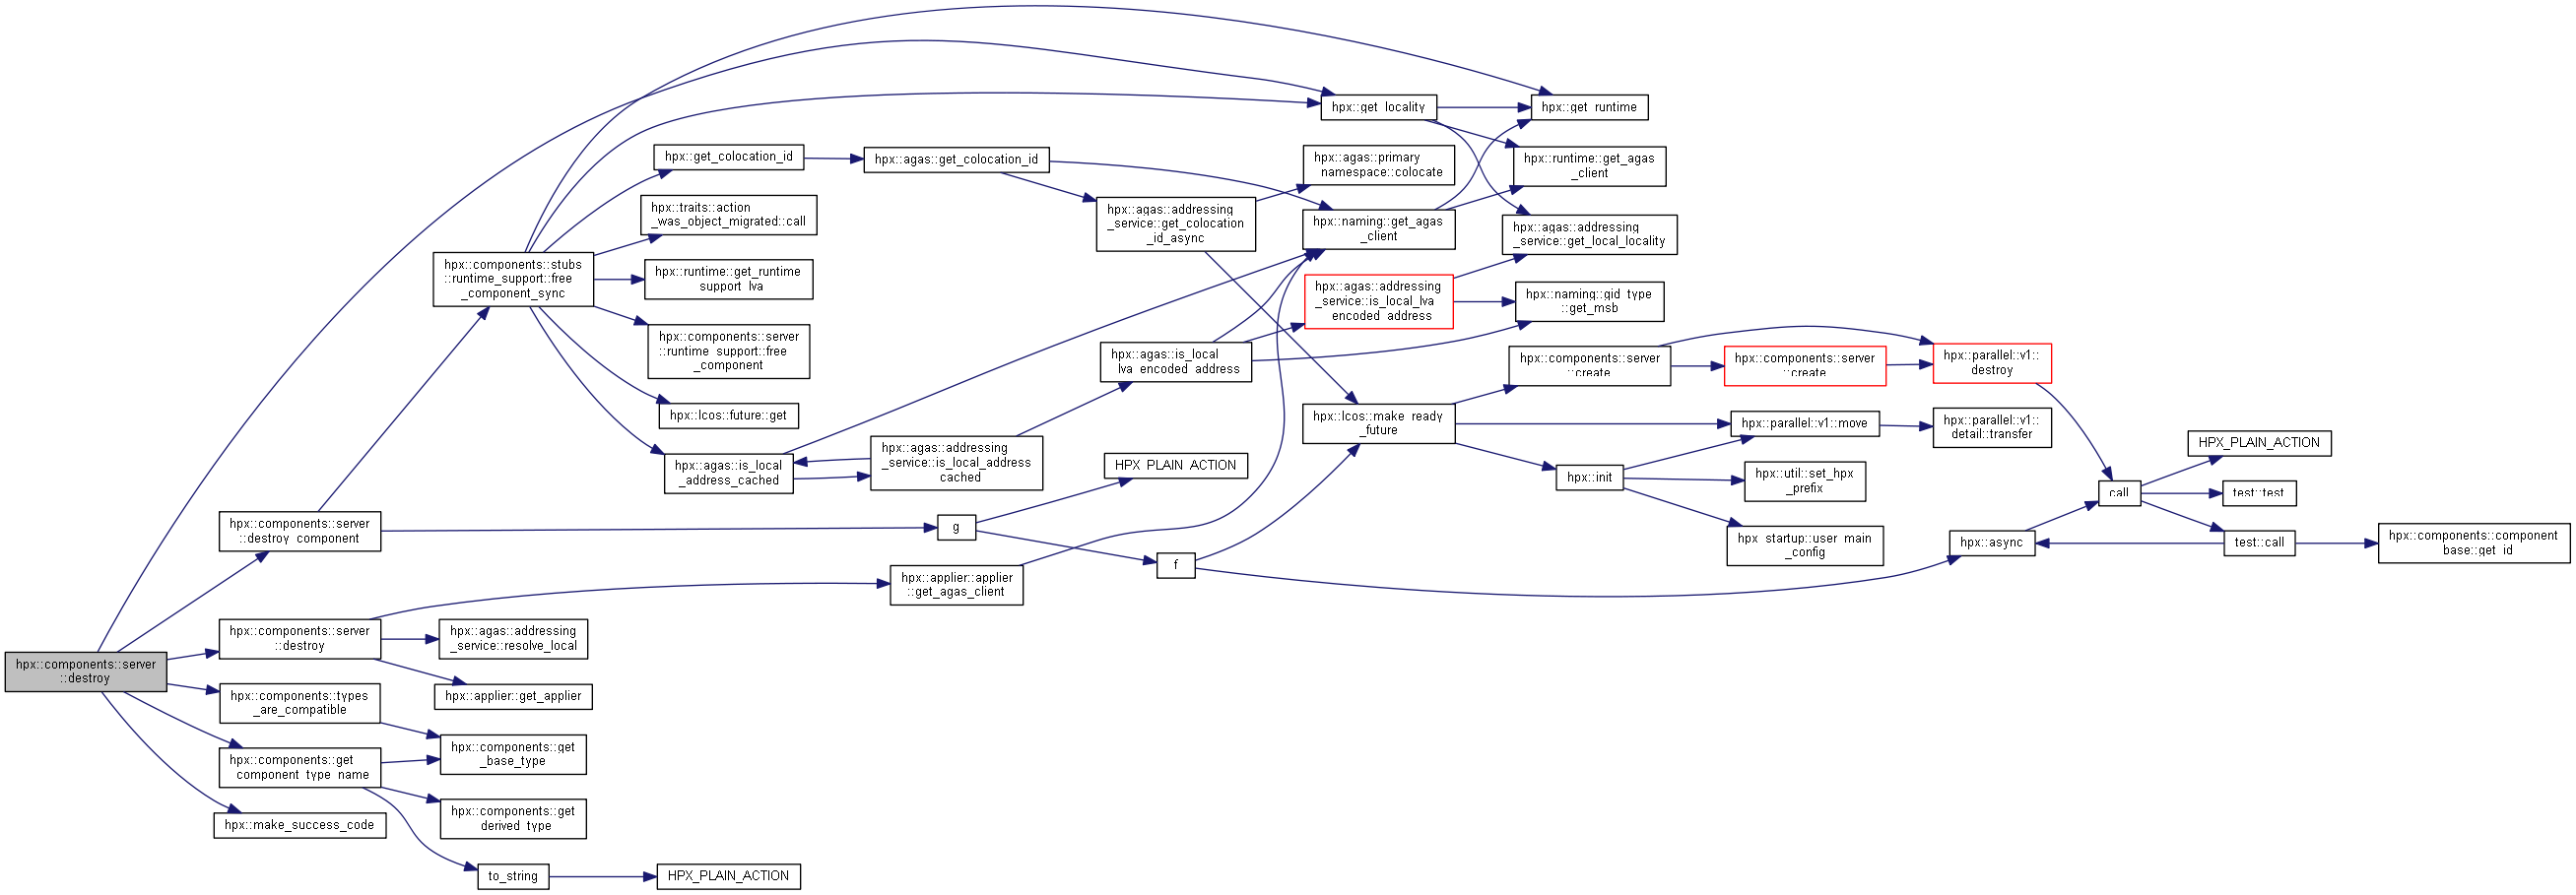 hpx::components::server
::destroy
hpx::components::server
::destroy_component
hpx::components::server
::destroy
hpx::components::types
_are_compatible
hpx::components::get
_component_type_name
hpx::make_success_code
hpx::components::stubs
::runtime_support::free
_component_sync
hpx::agas::addressing
_service::resolve_local
hpx::applier::get_applier
hpx::components::get
_base_type
hpx::components::get
_derived_type
to_string
hpx::get_colocation_id
hpx::traits::action
_was_object_migrated::call
hpx::runtime::get_runtime
_support_lva
hpx::components::server
::runtime_support::free
_component
hpx::lcos::future::get
hpx::agas::is_local
_address_cached
HPX_PLAIN_ACTION
hpx::agas::get_colocation_id
hpx::agas::addressing
_service::is_local_address
_cached
g
hpx::applier::applier
::get_agas_client
hpx::agas::addressing
_service::get_colocation
_id_async
hpx::agas::is_local
_lva_encoded_address
HPX_PLAIN_ACTION
f
hpx::get_locality
hpx::agas::primary
_namespace::colocate
hpx::naming::get_agas
_client
hpx::agas::addressing
_service::is_local_lva
_encoded_address
hpx::lcos::make_ready
_future
hpx::get_runtime
hpx::runtime::get_agas
_client
hpx::agas::addressing
_service::get_local_locality
hpx::naming::gid_type
::get_msb
hpx::components::server
::create
hpx::init
hpx::components::server
::create
hpx::parallel::v1::move
hpx::util::set_hpx
_prefix
hpx_startup::user_main
_config
hpx::parallel::v1::
destroy
hpx::parallel::v1::
detail::transfer
hpx::async
call
HPX_PLAIN_ACTION
test::test
test::call
hpx::components::component
_base::get_id